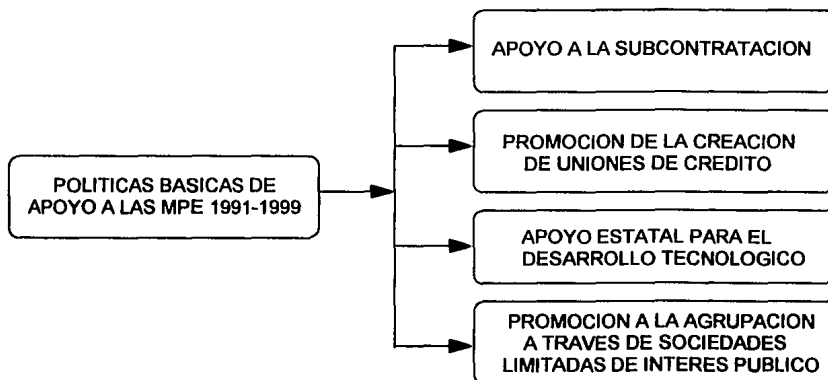 POLITICAS BASICAS DE
APOYO A LAS MPE 1991-1999
APOYO A LA SUBCONTRATACION
PROMOCION DE LA CREACION
DE UNIONES DE CREDITO
APOYO ESTATAL PARA EL
DESARROLLO TECNOLOGICO
PROMOCION A LA AGRUPACION
A TRAVES DE SOCIEDADES
LIMITADAS DE INTERES PUBLICO